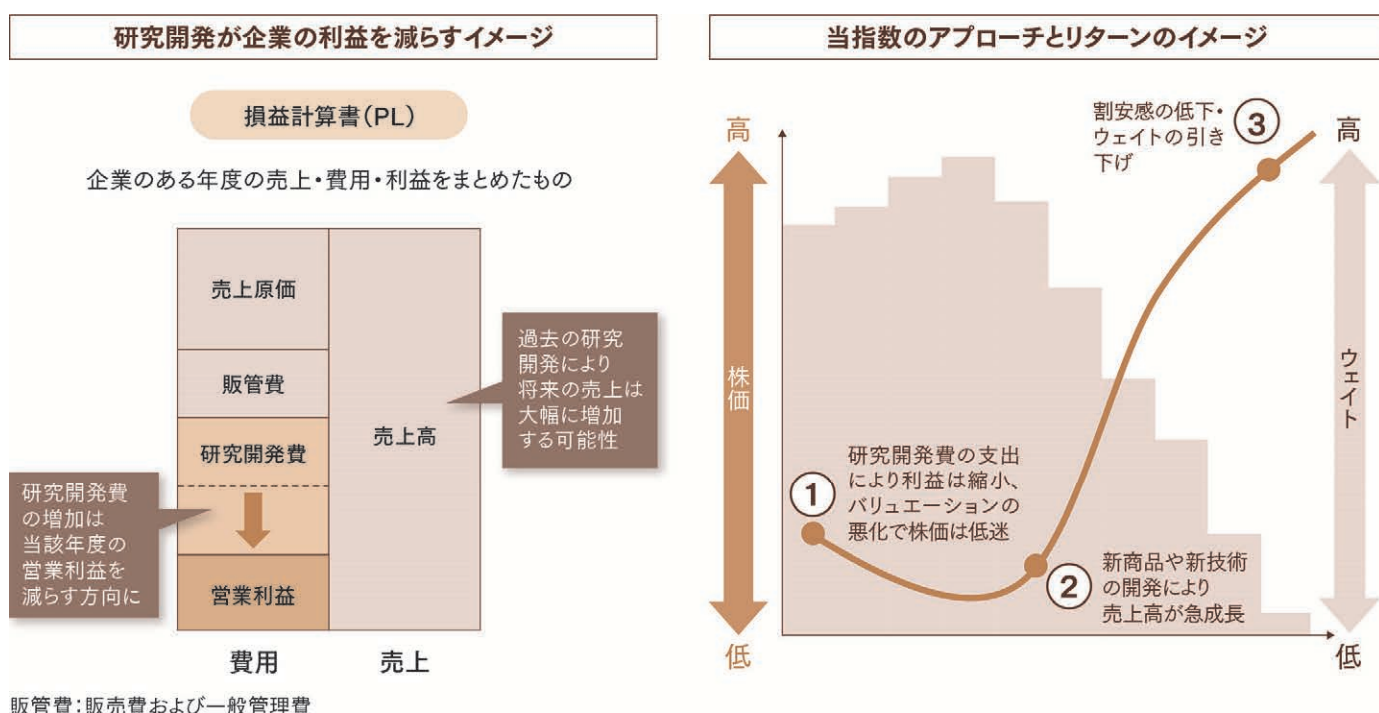 研究開発が企業の利益を減らすイメージ
損益計算書（PL）
企業のある年度の売上・費用・利益をまとめたもの
売上原価
販管費
研究開発費
営業利益
売上高
過去の研究
開発により
将来の売上は
大幅に増加
する可能性
研究開発費
の増加は
当該年度の
営業利益を
減らす方向に
費用
売上
販管費：販売費および一般管理費
当指数のアプローチとリターンのイメージ
高
株価
低
①
研究開発費の支出
により利益は縮小、
バリュエーションの
悪化で株価は低迷
②
新商品や新技術
の開発により
売上高が急成長
割安感の低下・
ウェイトの引き
下げ
③
高
ウェイト
低